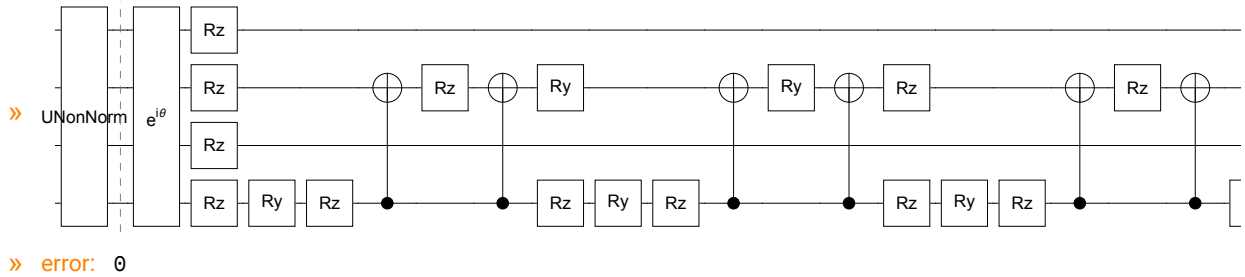 Rz
Rz Rz Ry Ry Rz Rz
» UNonNorm e^iθ
Rz
Rz Ry Rz Rz Ry Rz Rz Ry Rz
» error: 0